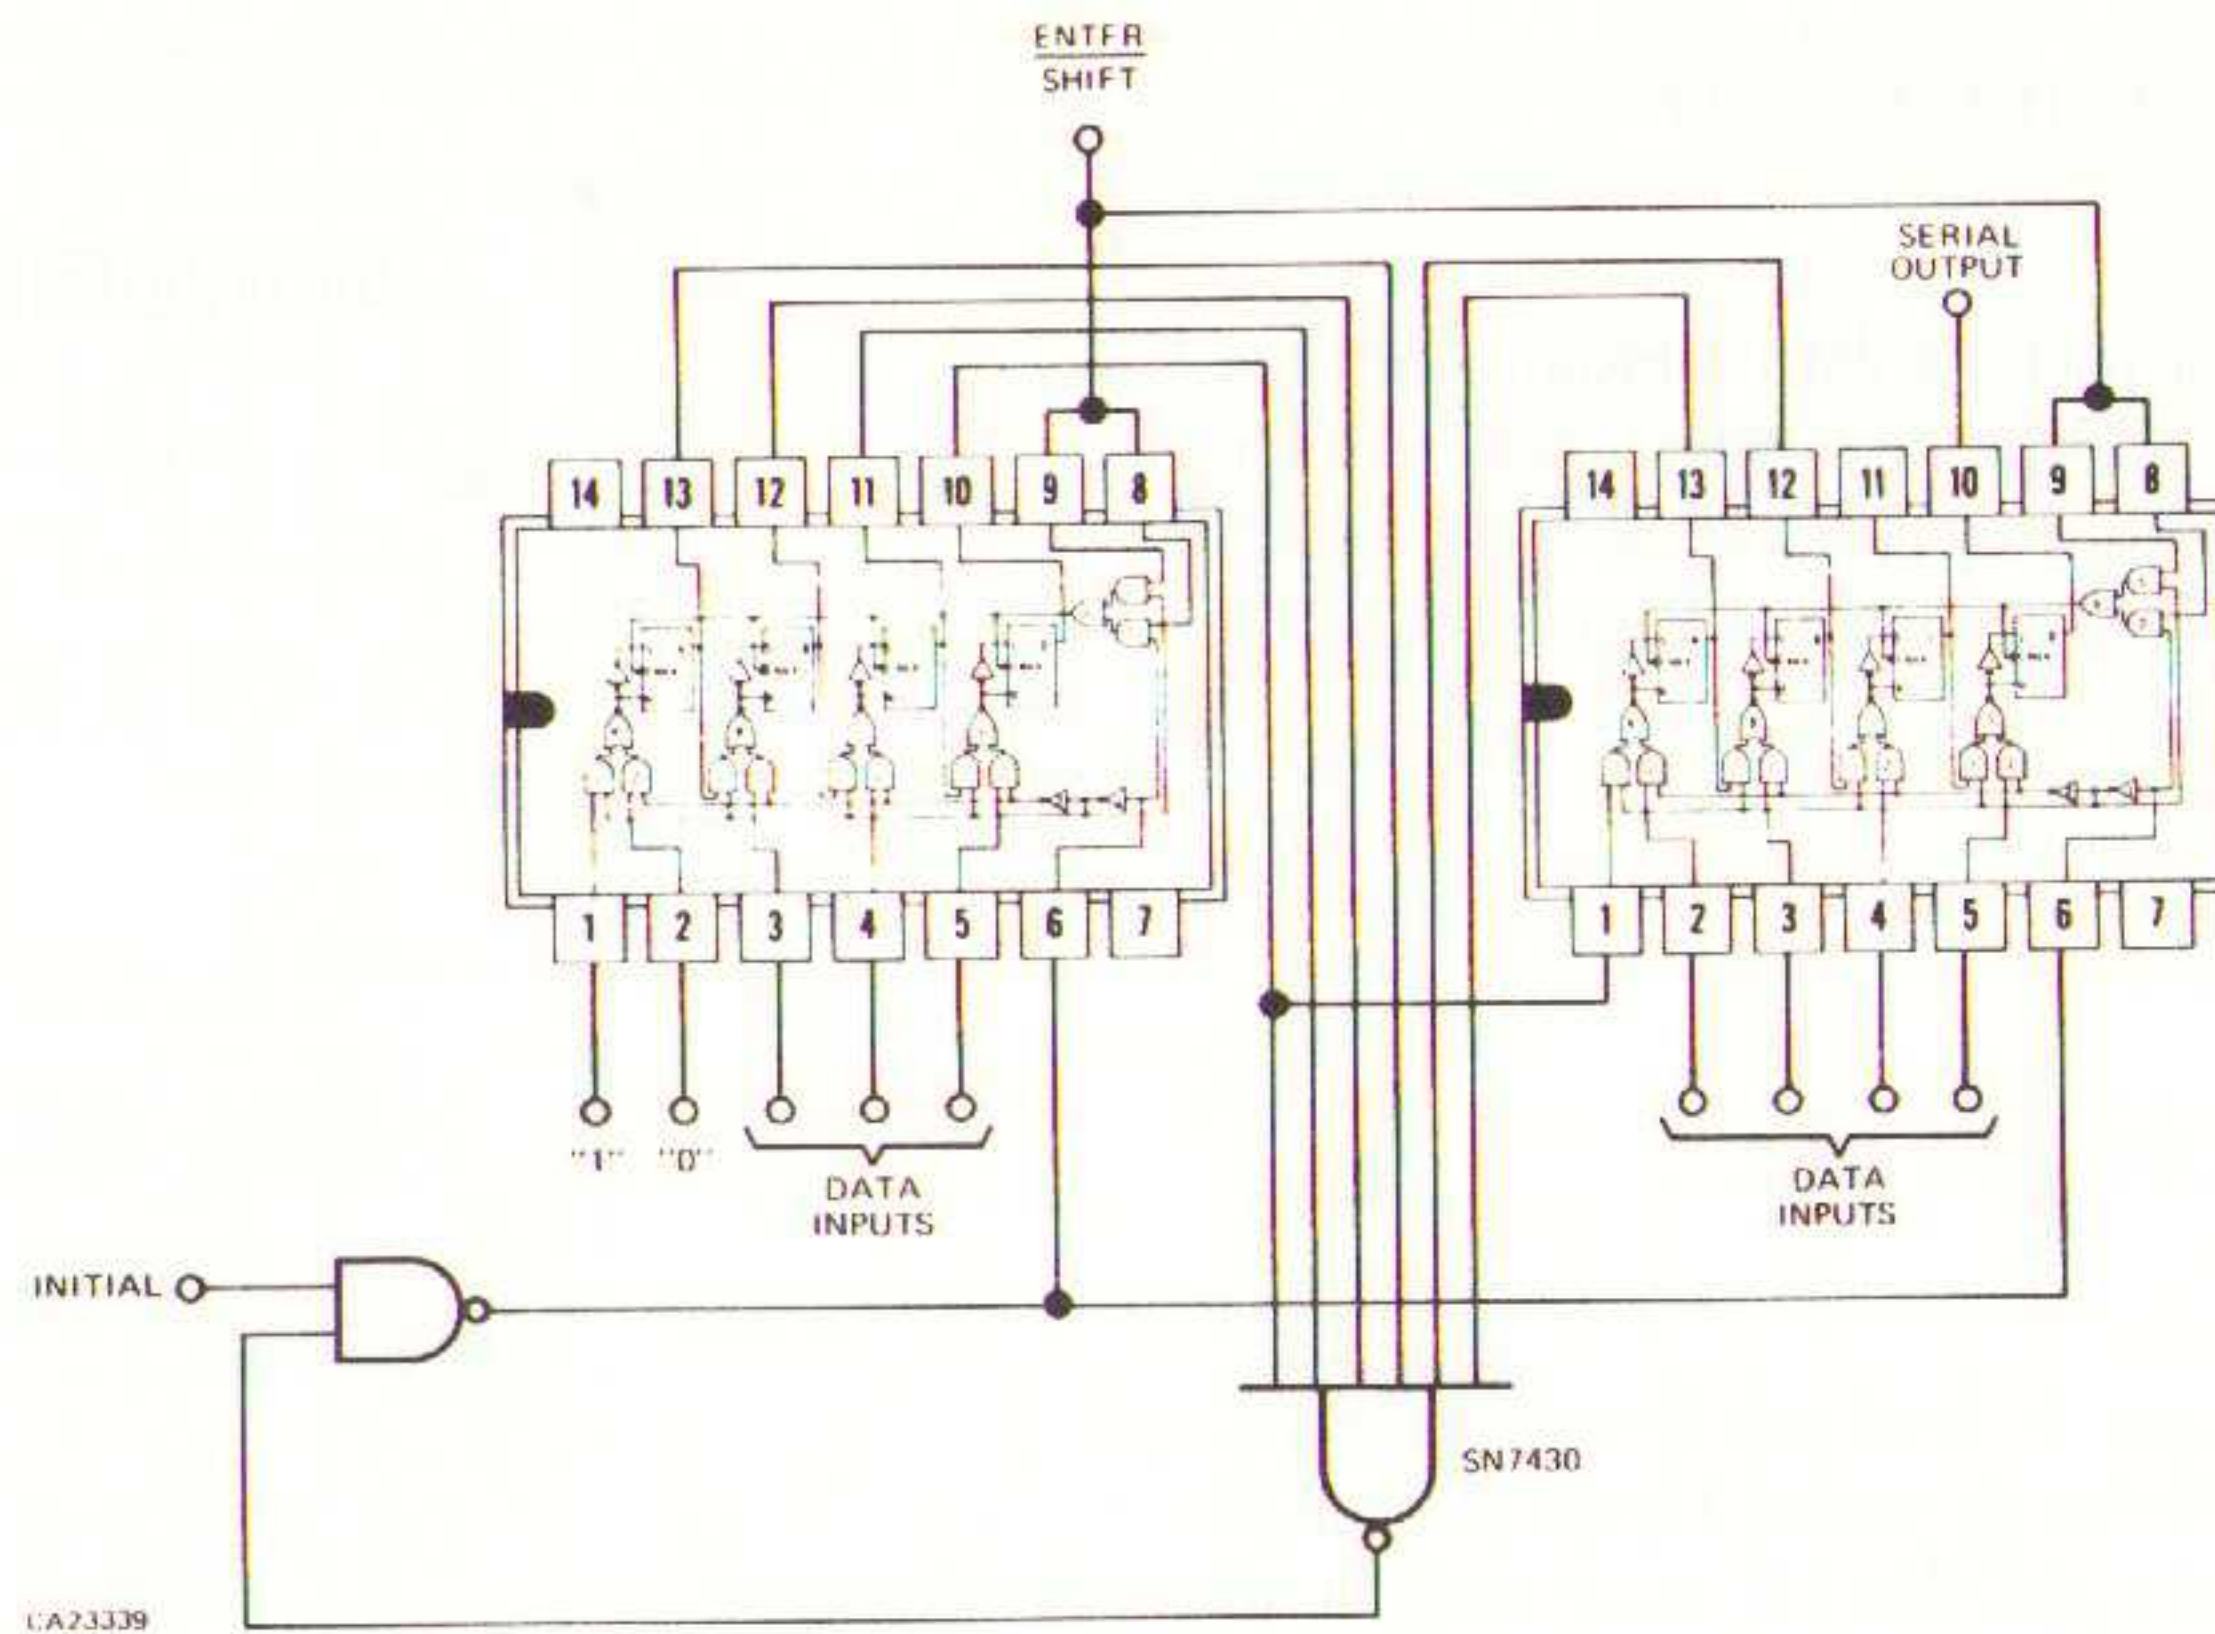 ENTER
SHIFT
SERIAL
OUTPUT
14 13 12 11 10 9 8
14 13 12 11 10 9 8
1 2 3 4 5 6 7
1 2 3 4 5 6 7
"1" "0"
DATA
INPUTS
DATA
INPUTS
INITIAL
SN7430
CA23339